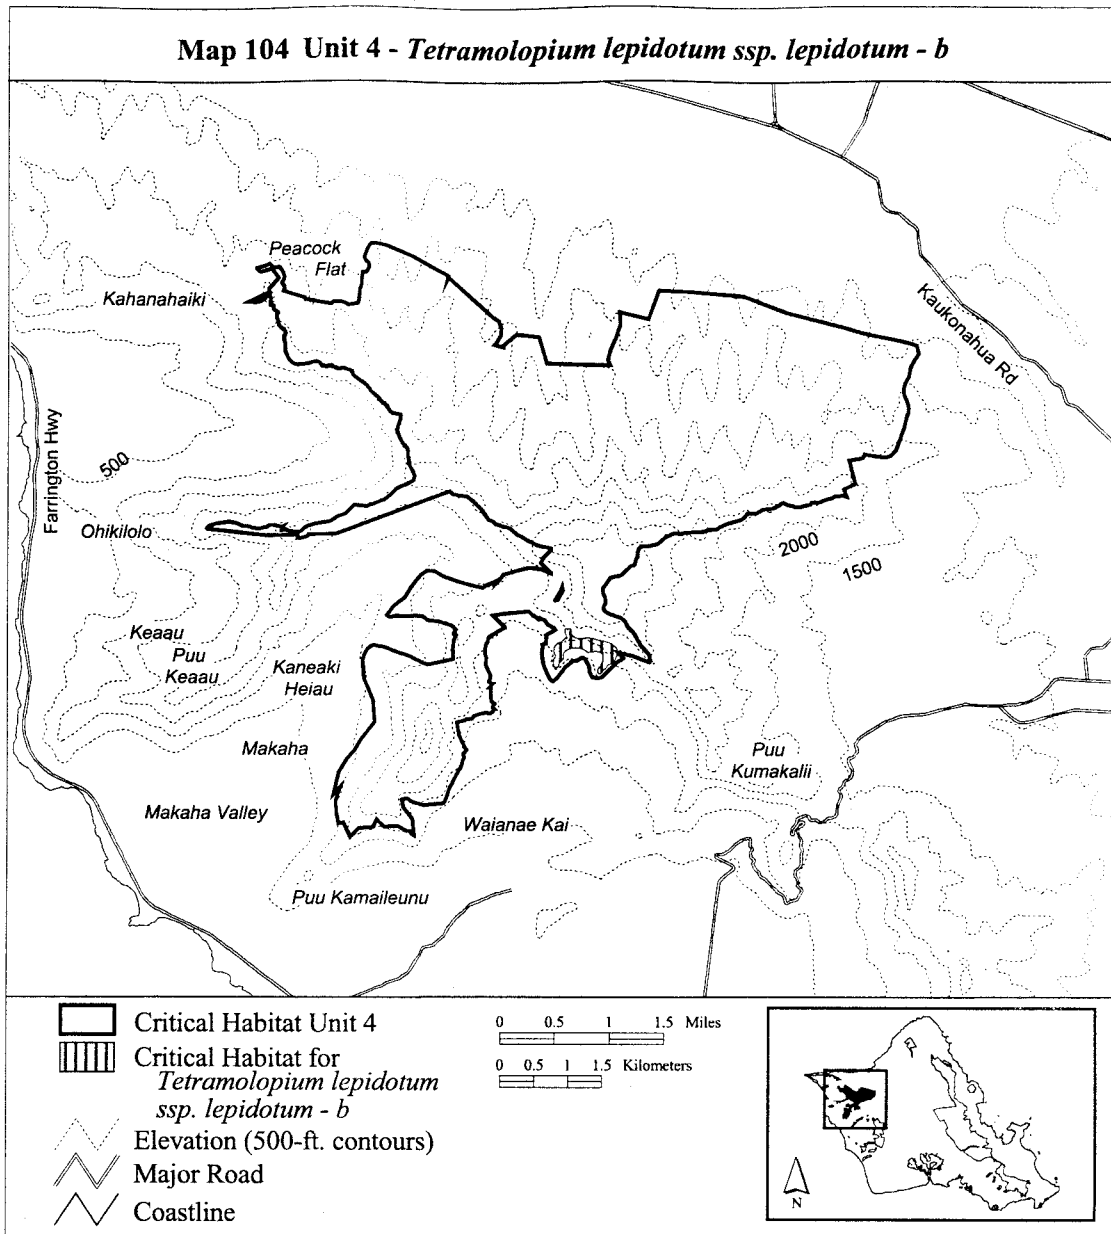 Map 104 Unit 4 - Tetramolopium lepidotum ssp. lepidotum - b
Peacock
Flat
Kahanahaiki
Kaukonahua Rd
Farrington Hwy
500
Ohikilolo
2000
1500
Keaau
Puu
Keaau
Kaneaki
Heiau
Makaha
Puu
Kumakalii
Makaha Valley
Waianae Kai
Puu Kamaileunu
Critical Habitat Unit 4
Critical Habitat for
Tetramolopium lepidotum
ssp. lepidotum - b
Elevation (500-ft. contours)
Major Road
Coastline
0 0.5 1 1.5 Miles
0 0.5 1 1.5 Kilometers
N